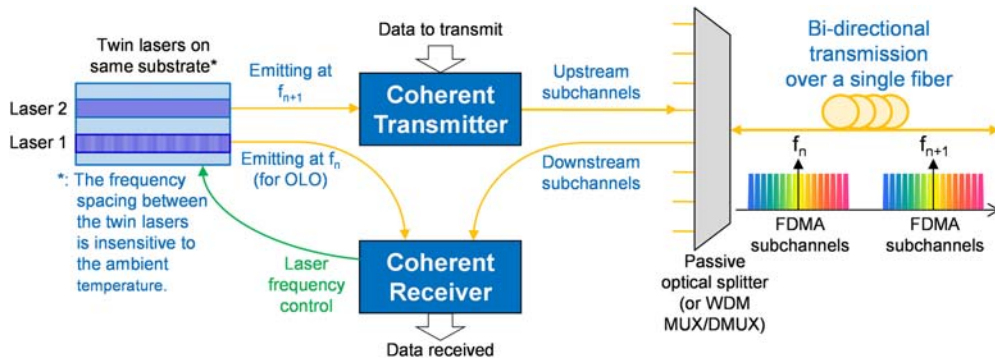 Twin lasers on
same substrate*
Laser 2
Laser 1
*: The frequency
spacing between
the twin lasers
is insensitive to
the ambient
temperature.
Emitting at
fn+1
Emitting at fn
(for OLO)
Laser
frequency
control
Data to transmit
Coherent
Transmitter
Coherent
Receiver
Data received
Upstream
subchannels
Downstream
subchannels
Passive
optical splitter
(or WDM
MUX/DMUX)
Bi-directional
transmission
over a single fiber
fn
fn+1
FDMA
subchannels
FDMA
subchannels